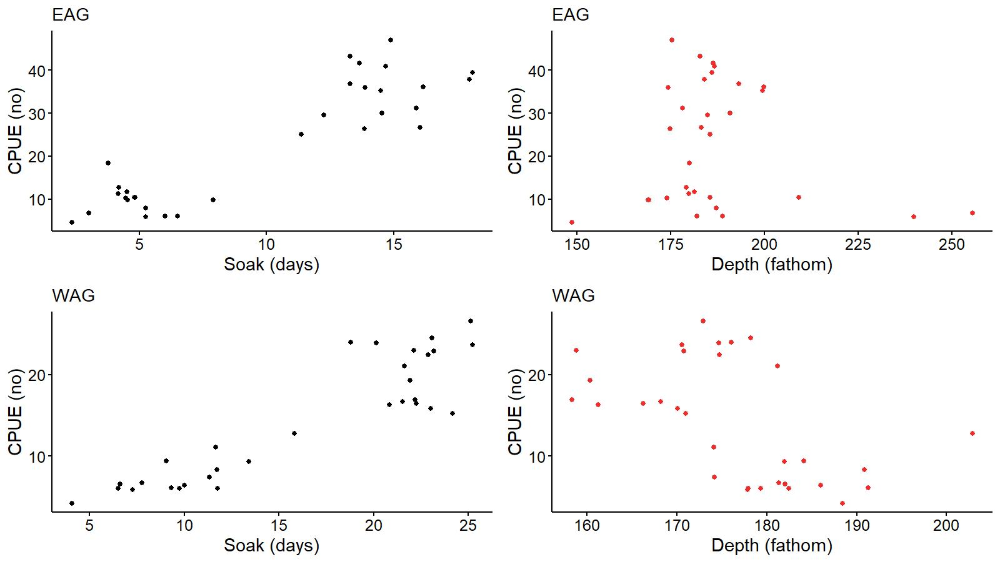 EAG
CPUE (no)
40
30
20
10
5
10
15
Soak (days)
EAG
CPUE (no)
40
30
20
10
150
175
200
225
250
Depth (fathom)
WAG
CPUE (no)
20
10
5
10
15
20
25
Soak (days)
WAG
CPUE (no)
20
10
160
170
180
190
200
Depth (fathom)